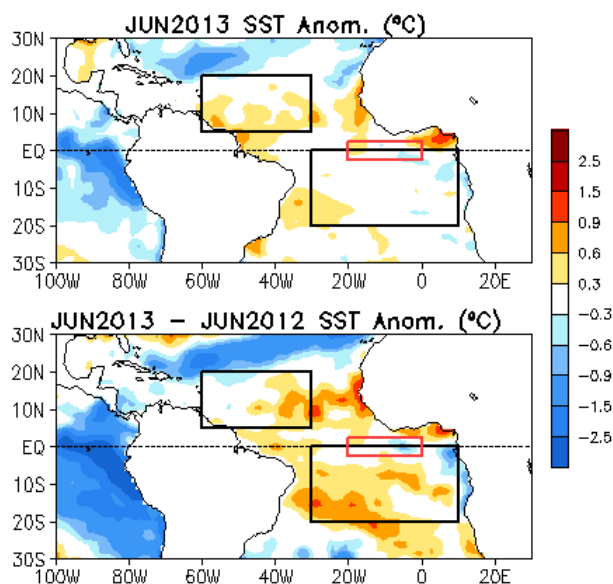 JUN2013 SST Anom. (ºC)
30N
20N
10N
EQ
10S
20S
30S
100W 80W 60W 40W 20W 0 20E
JUN2013 – JUN2012 SST Anom. (ºC)
30N
20N
10N
EQ
10S
20S
30S
100W 80W 60W 40W 20W 0 20E
2.5
1.5
0.9
0.6
0.3
-0.3
-0.6
-0.9
-1.5
-2.5